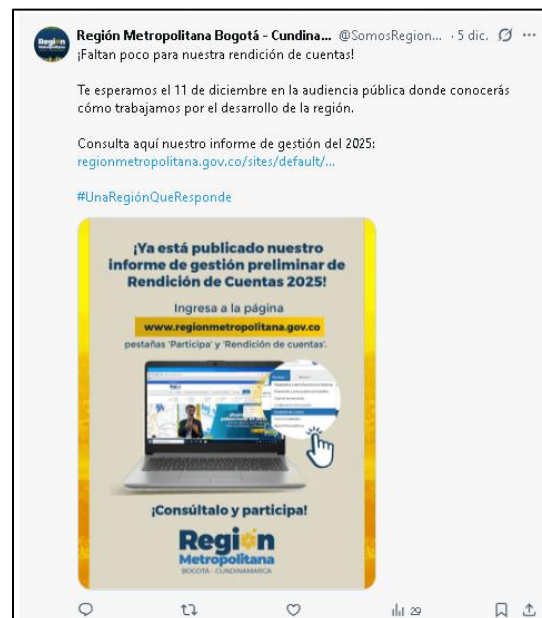 Región Metropolitana Bogotá - Cundina... @SomosRegion... · 5 dic.
¡Faltan poco para nuestra rendición de cuentas!
Te esperamos el 11 de diciembre en la audiencia pública donde conocerás
cómo trabajamos por el desarrollo de la región.
Consulta aquí nuestro informe de gestión del 2025:
regionmetropolitana.gov.co/sites/default/...
#UnaRegiónQueResponde
¡Ya está publicado nuestro
informe de gestión preliminar de
Rendición de Cuentas 2025!
Ingresa a la página
www.regionmetropolitana.gov.co
pestañas 'Participa' y 'Rendición de cuentas'.
¡Consúltalo y participa!
Región
Metropolitana
BOGOTÁ - CUNDINAMARCA
29